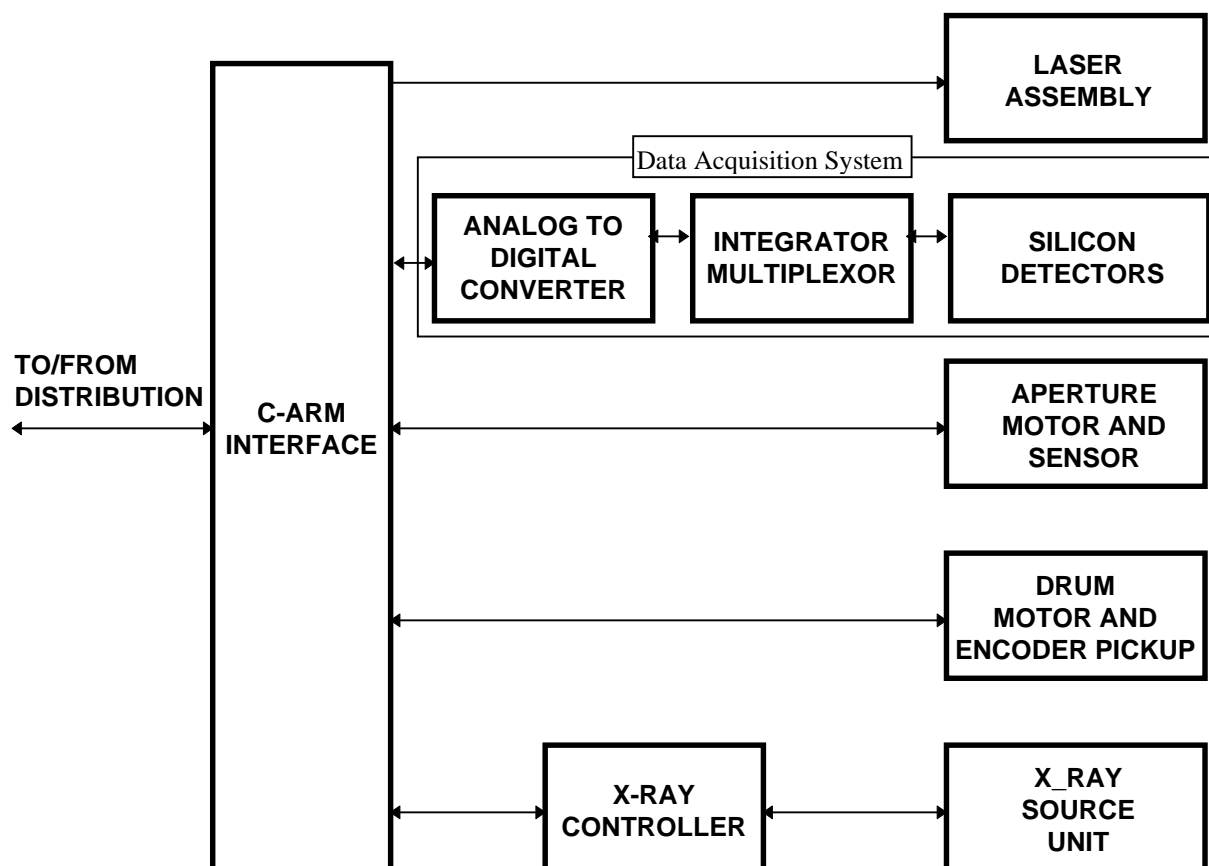 LASER
ASSEMBLY
Data Acquisition System
ANALOG TO
DIGITAL
CONVERTER
INTEGRATOR
MULTIPLEXOR
SILICON
DETECTORS
TO/FROM
DISTRIBUTION
C-ARM
INTERFACE
APERTURE
MOTOR AND
SENSOR
DRUM
MOTOR AND
ENCODER PICKUP
X-RAY
CONTROLLER
X_RAY
SOURCE
UNIT